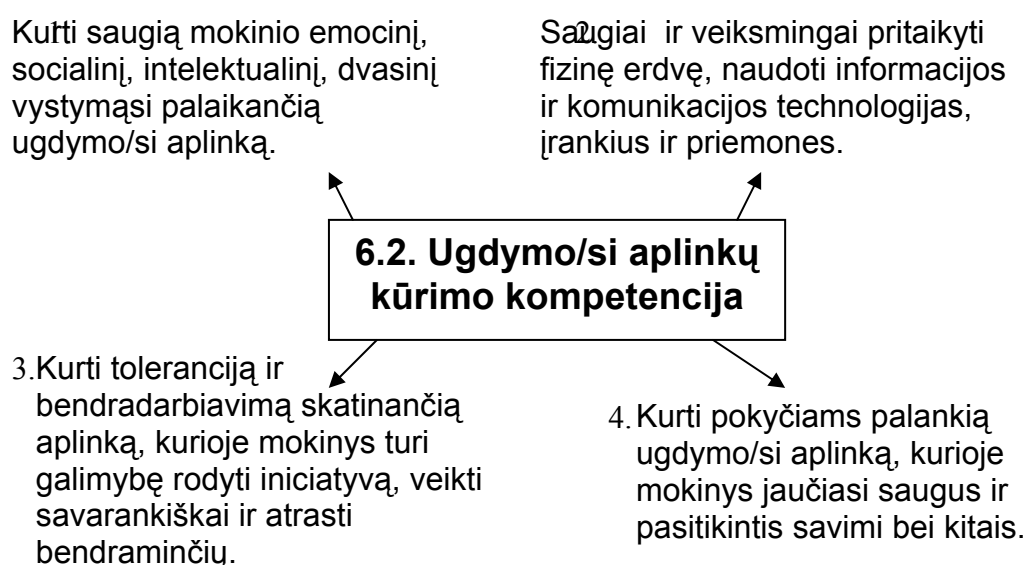 1. Kurti saugią mokinio emocinį,
socialinį, intelektualinį, dvasinį
vystymąsi palaikančią
ugdymo/si aplinką.
2. Saugiai ir veiksmingai pritaikyti
fizinę erdvę, naudoti informacijos
ir komunikacijos technologijas,
įrankius ir priemones.
6.2. Ugdymo/si aplinkų
kūrimo kompetencija
3. Kurti toleranciją ir
bendradarbiavimą skatinančią
aplinką, kurioje mokinys turi
galimybę rodyti iniciatyvą, veikti
savarankiškai ir atrasti
bendraminčių.
4. Kurti pokyčiams palankią
ugdymo/si aplinką, kurioje
mokinys jaučiasi saugus ir
pasitikintis savimi bei kitais.